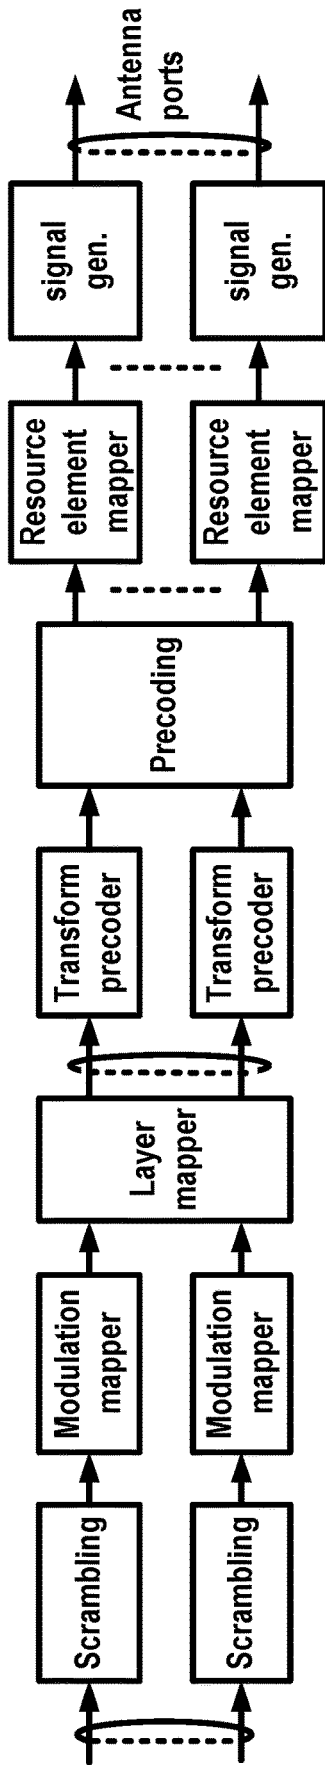 Scrambling
Scrambling
Modulation
mapper
Modulation
mapper
Layer
mapper
Transform
precoder
Transform
precoder
Precoding
Resource
element
mapper
Resource
element
mapper
signal
gen.
signal
gen.
Antenna
ports